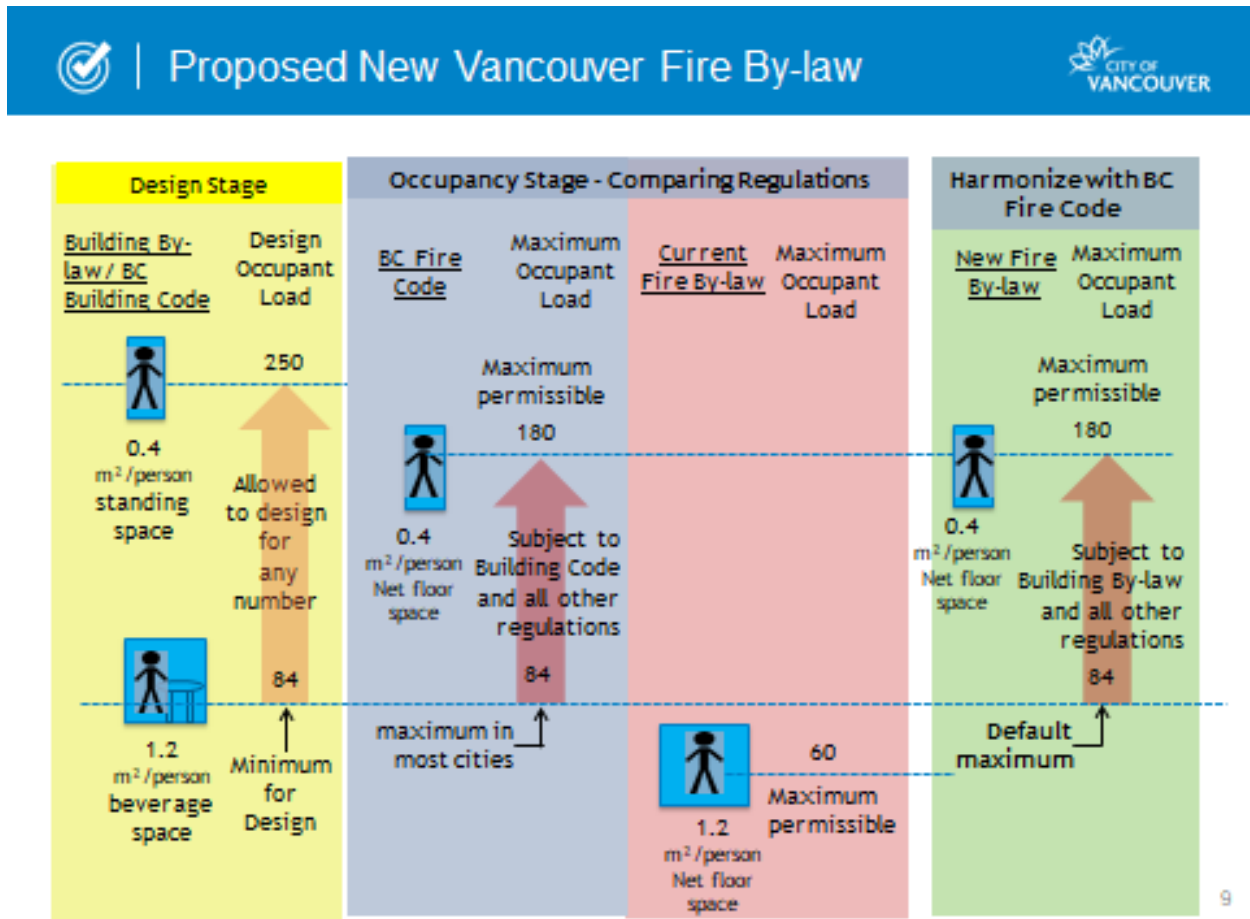 Proposed New Vancouver Fire By-law
CITY OF
VANCOUVER
Design Stage
Building By-
law/ BC
Building Code
Design
Occupant
Load
250
0.4
m²/person
standing
space
Allowed
to design
for
any
number
84
1.2
m²/person
beverage
space
Minimum
for
Design
Occupancy Stage - Comparing Regulations
BC Fire
Code
Maximum
Occupant
Load
Maximum
permissible
180
0.4
m²/person
Net floor
space
Subject to
Building Code
and all other
regulations
84
maximum in
most cities
Current
Fire By-law
Maximum
Occupant
Load
60
Maximum
permissible
1.2
m²/person
Net floor
space
Harmonize with BC
Fire Code
New Fire
By-law
Maximum
Occupant
Load
Maximum
permissible
180
0.4
m²/person
Net floor
space
Subject to
Building By-law
and all other
regulations
84
Default
maximum
9